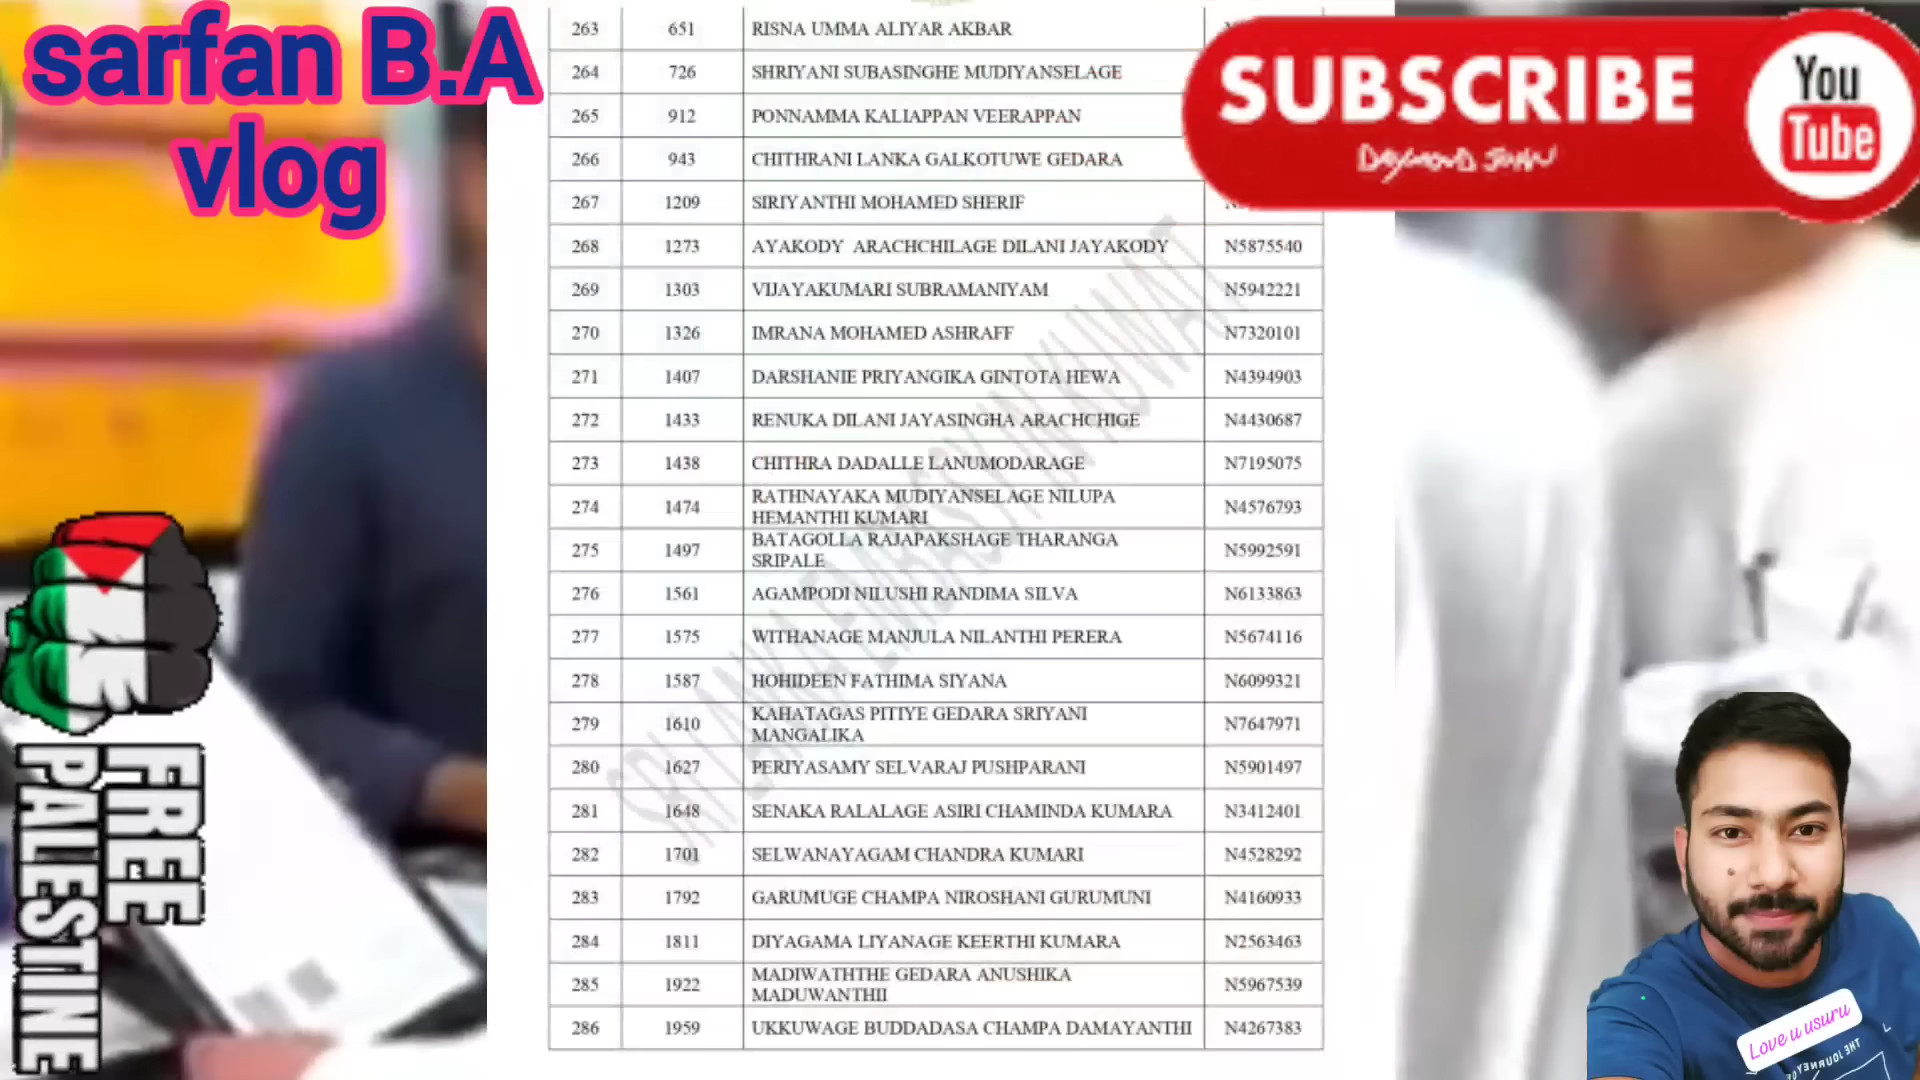 sarfan B.A
vlog
263 651 RISNA UMMA ALIYAR AKBAR
264 726 SHRIYANI SUBASINGHE MUDIYANSELAGE
265 912 PONNAMMA KALIAPPAN VEERAPPAN
266 943 CHITHRANI LANKA GALKOTUWE GEDARA
267 1209 SIRIYANTHI MOHAMED SHERIF
268 1273 AYAKODY ARACHCHILAGE DILANI JAYAKODY N5875540
269 1303 VIJAYAKUMARI SUBRAMANIYAM N5942221
270 1326 IMRANA MOHAMED ASHRAFF N7320101
271 1407 DARSHANIE PRIYANGIKA GINTOTA HEWA N4394903
272 1433 RENUKA DILANI JAYASINGHA ARACHCHIGE N4430687
273 1438 CHITHRA DADALLE LANUMODARAGE N7195075
274 1474 RATHNAYAKA MUDIYANSELAGE NILUPA
HEMANTHI KUMARI N4576793
275 1497 BATAGOLLA RAJAPAKSHAGE THARANGA
SRIPALE N5992591
276 1561 AGAMPODI NILUSHI RANDIMA SILVA N6133863
277 1575 WITHANAGE MANJULA NILANTHI PERERA N5674116
278 1587 HOHIDEEN FATHIMA SIYANA N6099321
279 1610 KAHATAGAS PITIYE GEDARA SRIYANI
MANGALIKA N7647971
280 1627 PERIYASAMY SELVARAJ PUSHPARANI N5901497
281 1648 SENAKA RALALAGE ASIRI CHAMINDA KUMARA N3412401
282 1701 SELWANAYAGAM CHANDRA KUMARI N4528292
283 1792 GARUMUGE CHAMPA NIROSHANI GURUMUNI N4160933
284 1811 DIYAGAMA LIYANAGE KEERTHI KUMARA N2563463
285 1922 MADIWATHTHE GEDARA ANUSHIKA
MADUWANTHII N5967539
286 1959 UKKUWAGE BUDDADASA CHAMPA DAMAYANTHI N4267383
SRI LANKA EMBASSY IN KUWAIT
SUBSCRIBE
You
Tube
FREE
PALESTINE
Love u usuru
THE JOURNEY